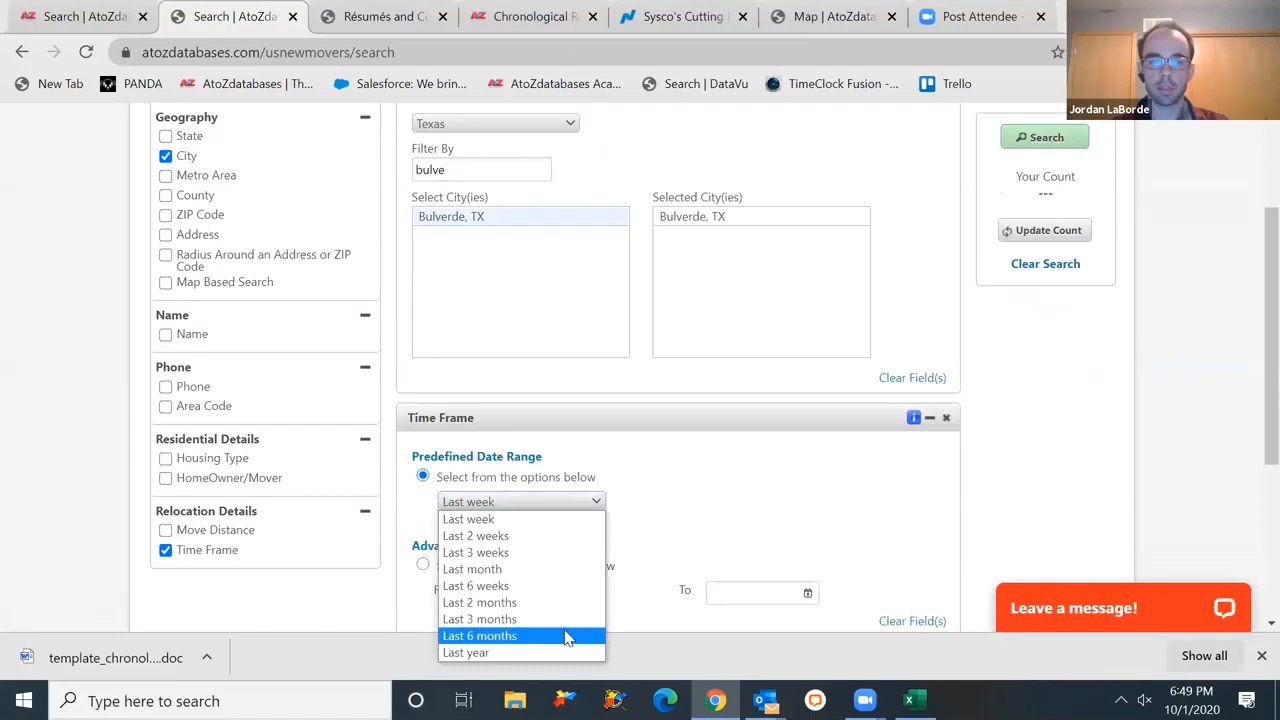 Search | AtoZdatabas
Search | AtoZdatabas
Résumés and Co
Chronological R
Sysco's Cutting
Map | AtoZdatab
Post Attendee -
atozdatabases.com/usnewmovers/search
New Tab
PANDA
AtoZdatabases | Th...
Salesforce: We brin...
AtoZdatabases Aca...
Search | DataVu
TimeClock Fusion -...
Trello
Jordan LaBorde
Geography
State
City
Metro Area
County
ZIP Code
Address
Radius Around an Address or ZIP
Code
Map Based Search
Name
Name
Phone
Phone
Area Code
Residential Details
Housing Type
HomeOwner/Mover
Relocation Details
Move Distance
Time Frame
Texas
Filter By
bulve
Select City(ies)
Selected City(ies)
Bulverde, TX
Bulverde, TX
Clear Field(s)
Time Frame
Predefined Date Range
Select from the options below
Last week
Last week
Last 2 weeks
Last 3 weeks
Last month
Last 6 weeks
Last 2 months
Last 3 months
Last 6 months
Last year
To
Clear Field(s)
Search
Your Count
---
Update Count
Clear Search
Leave a message!
template_chronol....doc
Show all
Type here to search
6:49 PM
10/1/2020